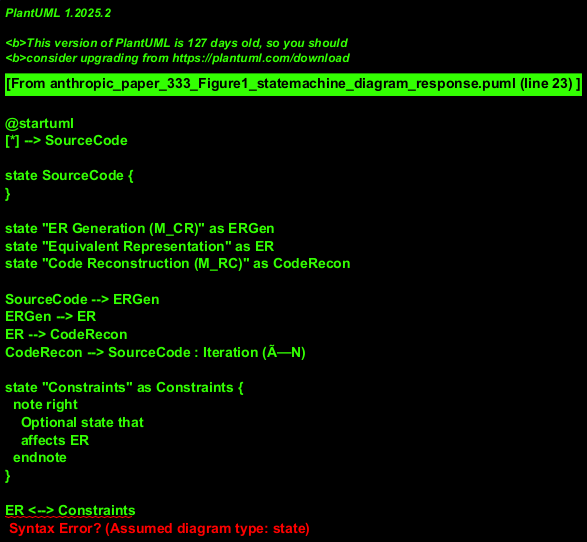 PlantUML 1.2025.2
<b>This version of PlantUML is 127 days old, so you should
<b>consider upgrading from https://plantuml.com/download
[From anthropic_paper_333_Figure1_statemachine_diagram_response.puml (line 23) ]
@startuml
[*] --> SourceCode
state SourceCode {
}
state "ER Generation (M_CR)" as ERGen
state "Equivalent Representation" as ER
state "Code Reconstruction (M_RC)" as CodeRecon
SourceCode --> ERGen
ERGen --> ER
ER --> CodeRecon
CodeRecon --> SourceCode : Iteration (Ã—N)
state "Constraints" as Constraints {
note right
Optional state that
affects ER
endnote
}
ER <--> Constraints
Syntax Error? (Assumed diagram type: state)